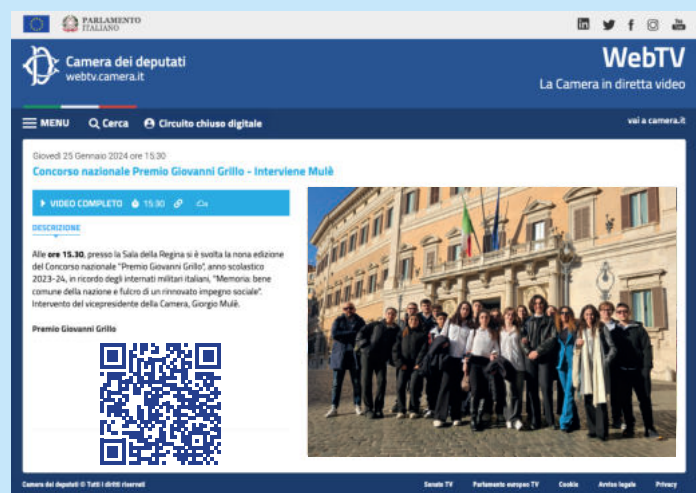 PARLAMENTO
ITALIANO
Camera dei deputati
webtv.camera.it
WebTV
La Camera in diretta video
MENU Cerca Circuito chiuso digitale vai a camera.it
Giovedì 25 Gennaio 2024 ore 15:30
Concorso nazionale Premio Giovanni Grillo - Interviene Mulè
VIDEO COMPLETO 15:30
DESCRIZIONE
Alle ore 15.30, presso la Sala della Regina si è svolta la nona edizione
del Concorso nazionale "Premio Giovanni Grillo", anno scolastico
2023-24, in ricordo degli internati militari italiani, "Memoria: bene
comune della nazione e fulcro di un rinnovato impegno sociale".
Intervento del vicepresidente della Camera, Giorgio Mulé.
Premio Giovanni Grillo
Camera dei deputati © Tutti i diritti riservati Senato TV Parlamento europeo TV Cookie Avviso legale Privacy